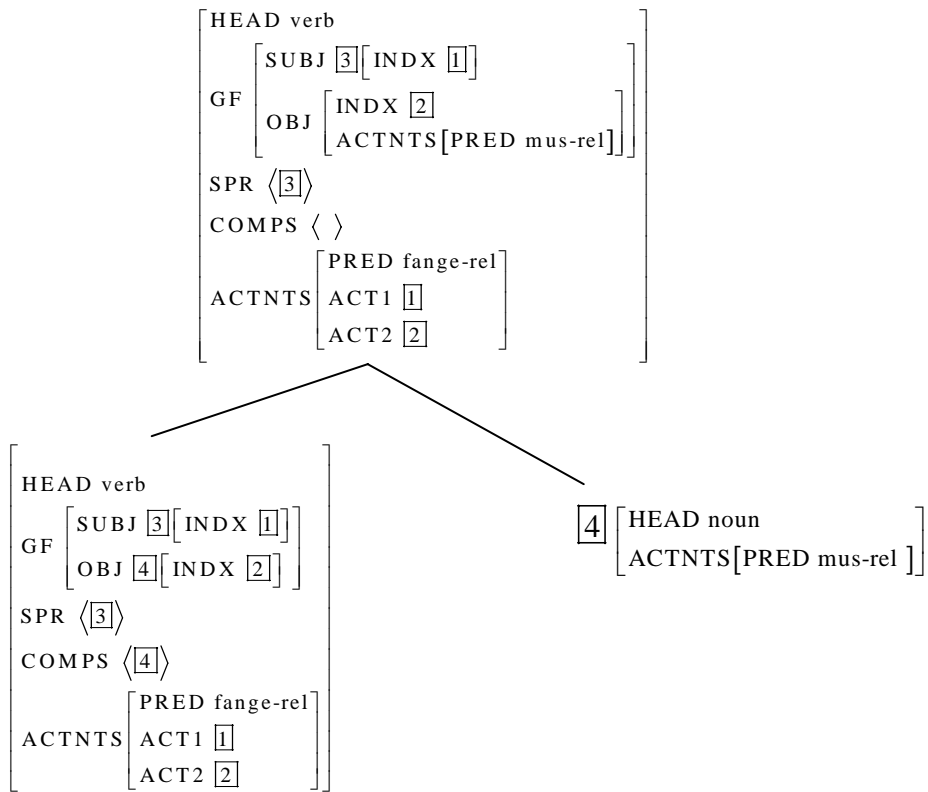 HEAD verb
GF [SUBJ 3 [INDX 1]
OBJ [INDX 2
ACTNTS[PRED mus-rel]]]
SPR ⟨3⟩
COMPS ⟨ ⟩
ACTNTS [PRED fange-rel
ACT1 1
ACT2 2]
HEAD verb
GF [SUBJ 3 [INDX 1]
OBJ 4 [INDX 2]]
SPR ⟨3⟩
COMPS ⟨4⟩
ACTNTS [PRED fange-rel
ACT1 1
ACT2 2]
4 [HEAD noun
ACTNTS[PRED mus-rel ]]